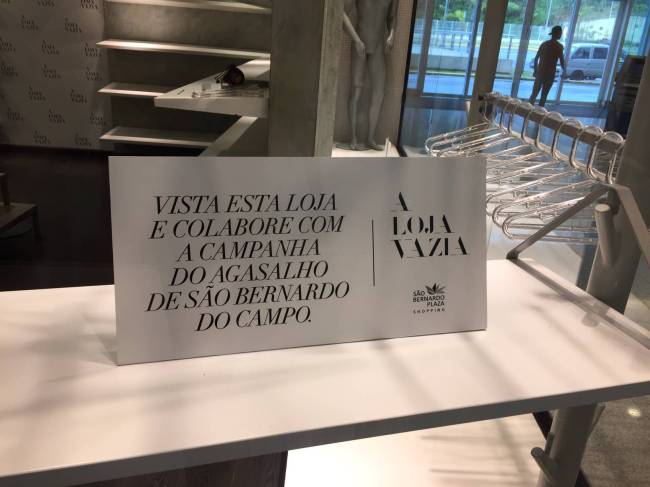 VISTA ESTA LOJA
E COLABORE COM
A CAMPANHA
DO AGASALHO
DE SÃO BERNARDO
DO CAMPO.
A
LOJA
VAZIA
SÃO
BERNARDO
PLAZA
SHOPPING